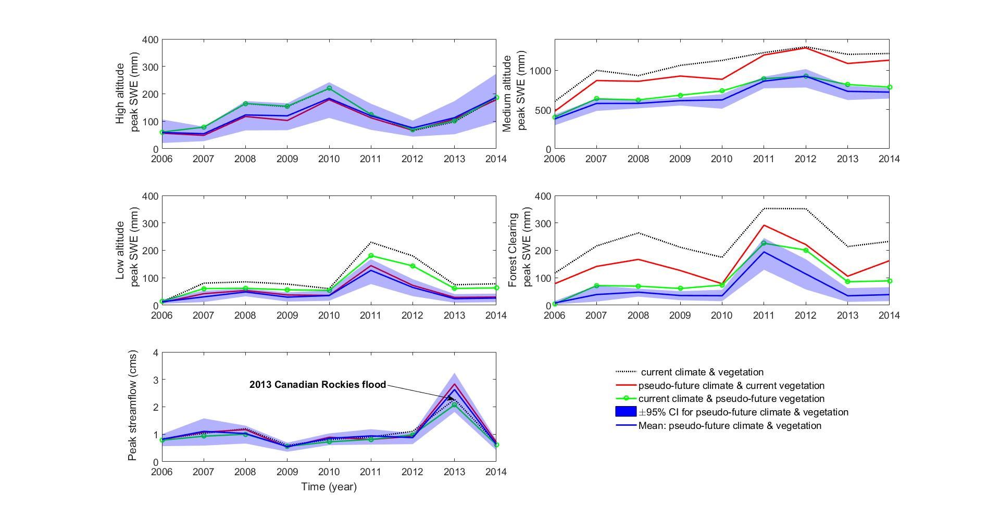 High altitude
peak SWE (mm)
400
300
200
100
0
2006 2007 2008 2009 2010 2011 2012 2013 2014
Medium altitude
peak SWE (mm)
1000
500
0
2006 2007 2008 2009 2010 2011 2012 2013 2014
Low altitude
peak SWE (mm)
400
300
200
100
0
2006 2007 2008 2009 2010 2011 2012 2013 2014
Forest Clearing
peak SWE (mm)
400
300
200
100
0
2006 2007 2008 2009 2010 2011 2012 2013 2014
Peak streamflow (cms)
4
3
2
1
0
2013 Canadian Rockies flood
2006 2007 2008 2009 2010 2011 2012 2013 2014
Time (year)
current climate & vegetation
pseudo-future climate & current vegetation
current climate & pseudo-future vegetation
±95% CI for pseudo-future climate & vegetation
Mean: pseudo-future climate & vegetation